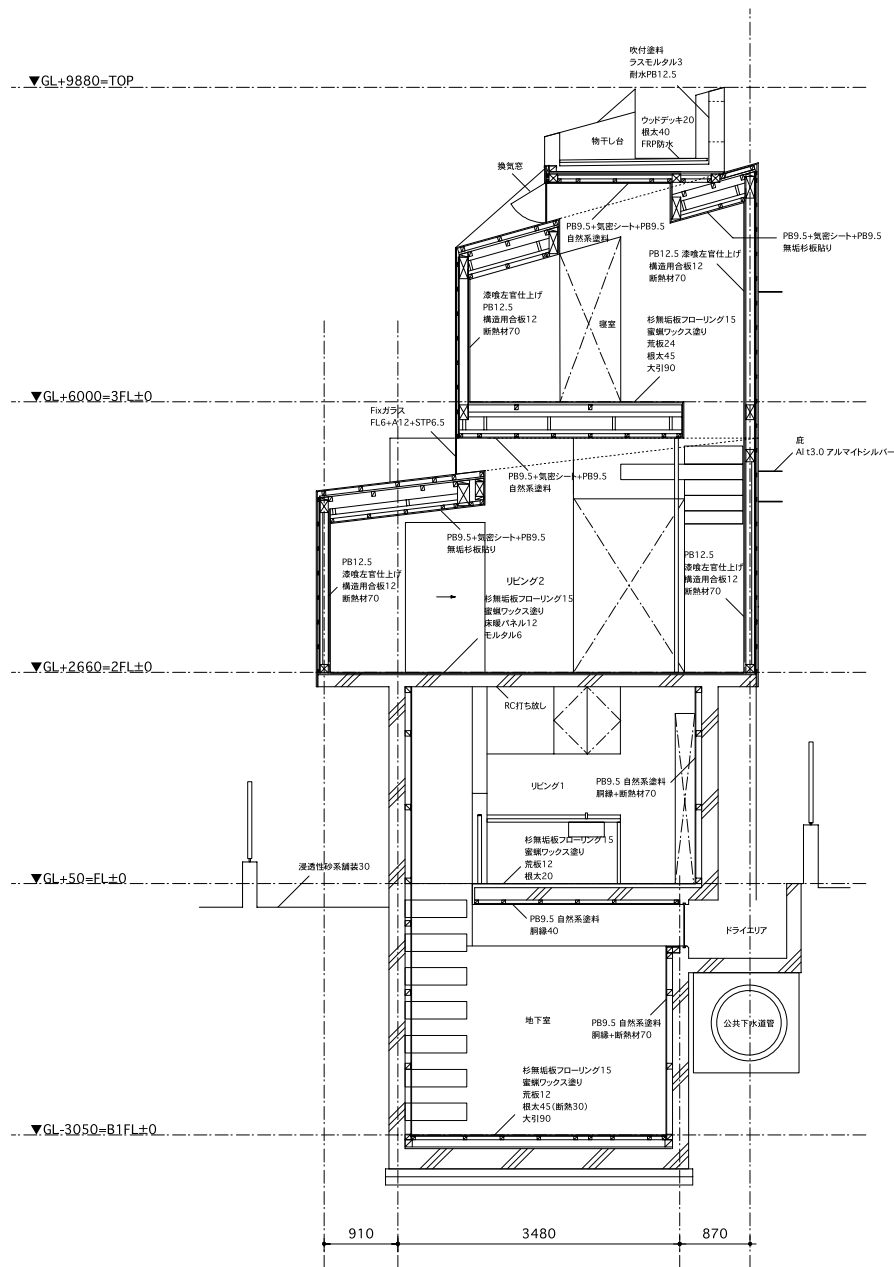 吹付塗料
ラスモルタル3
耐水PB12.5
▼GL+9880=TOP
ウッドデッキ20
根太40
FRP防水
物干し台
換気窓
PB9.5+気密シート+PB9.5
自然系塗料
PB9.5+気密シート+PB9.5
無垢杉板貼り
PB12.5 漆喰左官仕上げ
構造用合板12
断熱材70
漆喰左官仕上げ
PB12.5
構造用合板12
断熱材70
寝室
杉無垢板フローリング15
蜜蝋ワックス塗り
荒板24
根太45
大引90
▼GL+6000=3FL±0
Fixガラス
FL6+A12+STP6.5
庇
Al t3.0 アルマイトシルバー
PB9.5+気密シート+PB9.5
自然系塗料
PB9.5+気密シート+PB9.5
無垢杉板貼り
PB12.5
漆喰左官仕上げ
構造用合板12
断熱材70
PB12.5
漆喰左官仕上げ
構造用合板12
断熱材70
リビング2
杉無垢板フローリング15
蜜蝋ワックス塗り
床暖パネル12
モルタル6
▼GL+2660=2FL±0
RC打ち放し
リビング1
PB9.5 自然系塗料
胴縁+断熱材70
杉無垢板フローリング15
蜜蝋ワックス塗り
荒板12
根太20
浸透性砂系舗装30
▼GL+50=FL±0
PB9.5 自然系塗料
胴縁40
ドライエリア
地下室
PB9.5 自然系塗料
胴縁+断熱材70
公共下水道管
杉無垢板フローリング15
蜜蝋ワックス塗り
荒板12
根太45(断熱30)
大引90
▼GL-3050=B1FL±0
910
3480
870